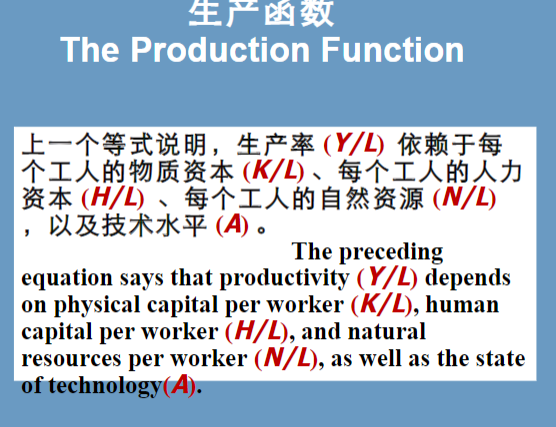 生产函数
The Production Function
上一个等式说明，生产率 (Y/L) 依赖于每
个工人的物质资本 (K/L) 、每个工人的人力
资本 (H/L) 、每个工人的自然资源 (N/L)
，以及技术水平 (A) 。
The preceding
equation says that productivity (Y/L) depends
on physical capital per worker (K/L), human
capital per worker (H/L), and natural
resources per worker (N/L), as well as the state
of technology(A).